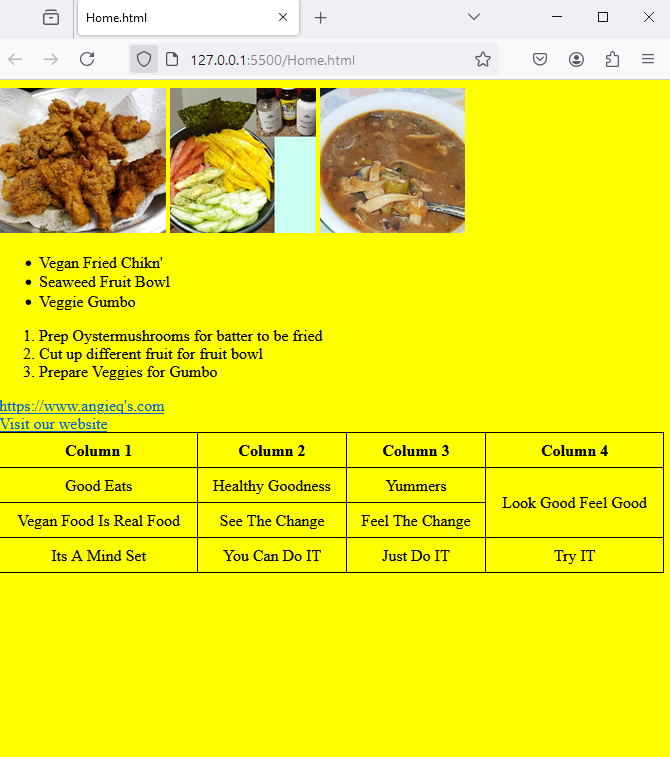 Home.html
127.0.0.1:5500/Home.html
Vegan Fried Chikn'
Seaweed Fruit Bowl
Veggie Gumbo
1. Prep Oystermushrooms for batter to be fried
2. Cut up different fruit for fruit bowl
3. Prepare Veggies for Gumbo
https://www.angieq's.com
Visit our website
Column 1 Column 2 Column 3 Column 4
Good Eats Healthy Goodness Yummers
Look Good Feel Good
Vegan Food Is Real Food See The Change Feel The Change
Its A Mind Set You Can Do IT Just Do IT Try IT